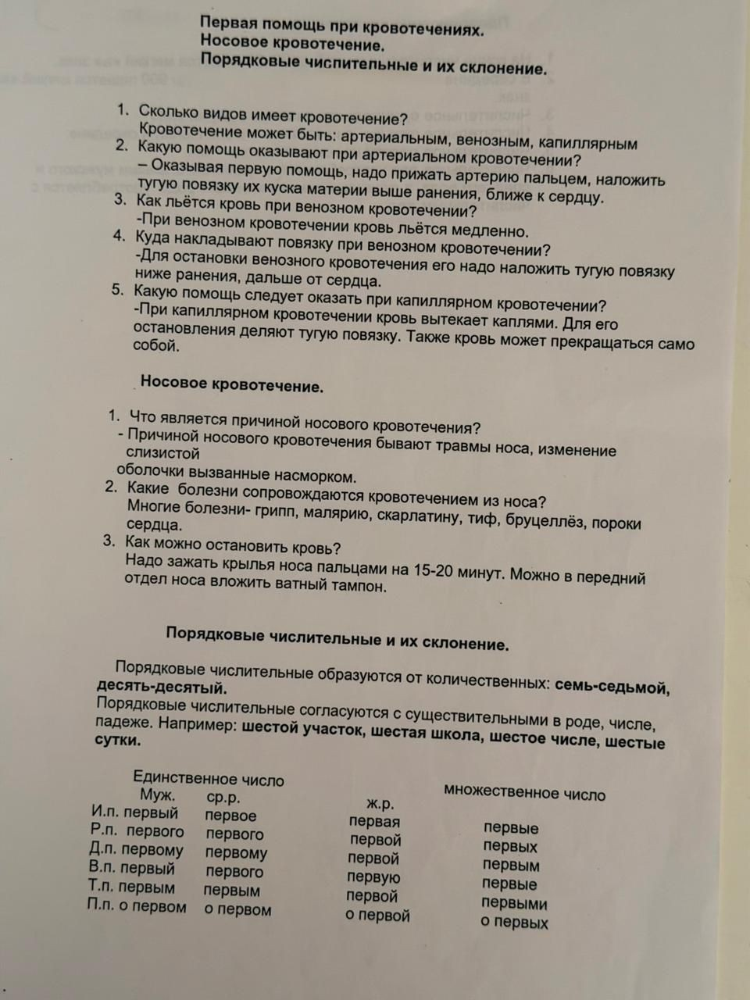 Первая помощь при кровотечениях.
Носовое кровотечение.
Порядковые числительные и их склонение.
1. Сколько видов имеет кровотечение?
Кровотечение может быть: артериальным, венозным, капиллярным
2. Какую помощь оказывают при артериальном кровотечении?
– Оказывая первую помощь, надо прижать артерию пальцем, наложить
тугую повязку их куска материи выше ранения, ближе к сердцу.
3. Как льётся кровь при венозном кровотечении?
-При венозном кровотечении кровь льётся медленно.
4. Куда накладывают повязку при венозном кровотечении?
-Для остановки венозного кровотечения его надо наложить тугую повязку
ниже ранения, дальше от сердца.
5. Какую помощь следует оказать при капиллярном кровотечении?
-При капиллярном кровотечении кровь вытекает каплями. Для его
остановления деляют тугую повязку. Также кровь может прекращаться само
собой.
Носовое кровотечение.
1. Что является причиной носового кровотечения?
- Причиной носового кровотечения бывают травмы носа, изменение
слизистой
оболочки вызванные насморком.
2. Какие болезни сопровождаются кровотечением из носа?
Многие болезни- грипп, малярию, скарлатину, тиф, бруцеллёз, пороки
сердца.
3. Как можно остановить кровь?
Надо зажать крылья носа пальцами на 15-20 минут. Можно в передний
отдел носа вложить ватный тампон.
Порядковые числительные и их склонение.
Порядковые числительные образуются от количественных: семь-седьмой,
десять-десятый.
Порядковые числительные согласуются с существительными в роде, числе,
падеже. Например: шестой участок, шестая школа, шестое числе, шестые
сутки.
Единственное число множественное число
Муж. ср.р. ж.р.
И.п. первый первое первая первые
Р.п. первого первого первой первых
Д.п. первому первому первой первым
В.п. первый первого первую первые
Т.п. первым первым первой первыми
П.п. о первом о первом о первой о первых